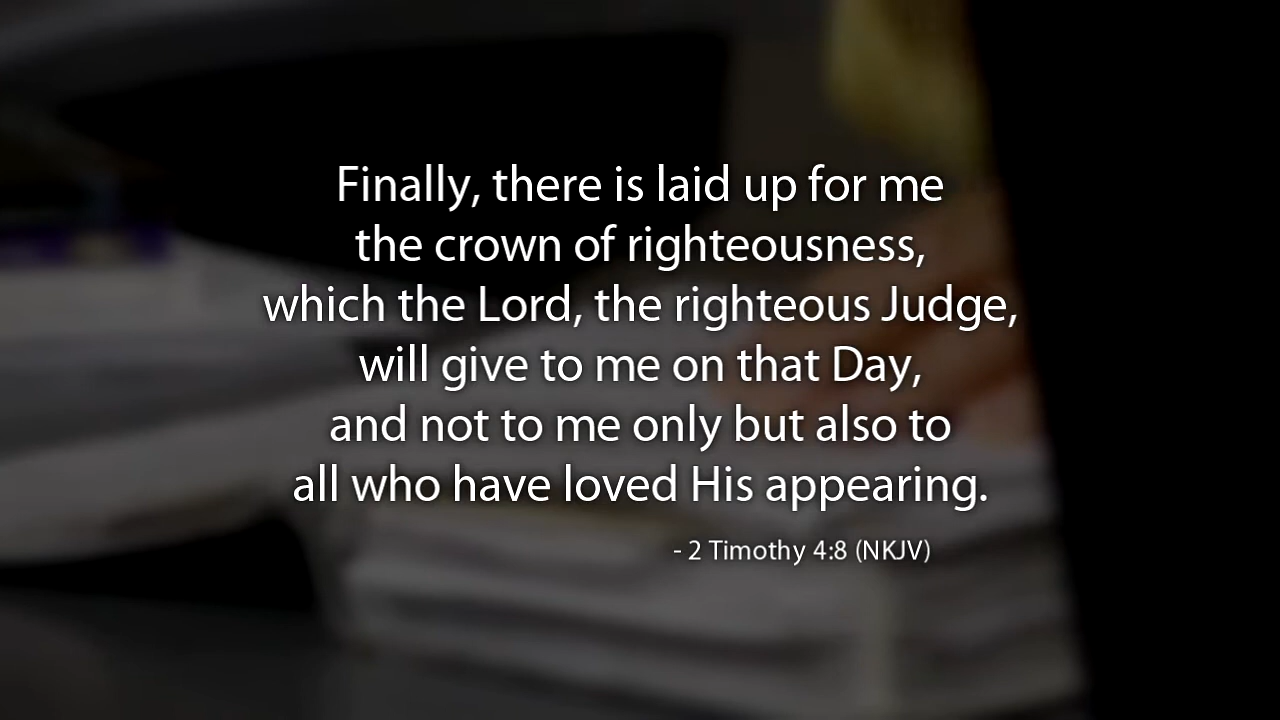 Finally, there is laid up for me
the crown of righteousness,
which the Lord, the righteous Judge,
will give to me on that Day,
and not to me only but also to
all who have loved His appearing.
- 2 Timothy 4:8 (NKJV)